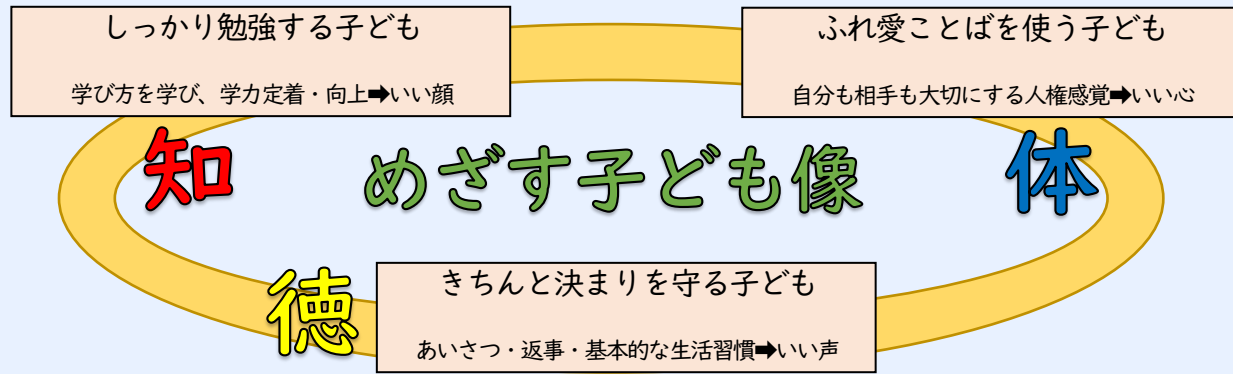 しっかり勉強する子ども
学び方を学び、学力定着・向上➡いい顔
ふれ愛ことばを使う子ども
自分も相手も大切にする人権感覚➡いい心
知
めざす子ども像
体
徳
きちんと決まりを守る子ども
あいさつ・返事・基本的な生活習慣➡いい声